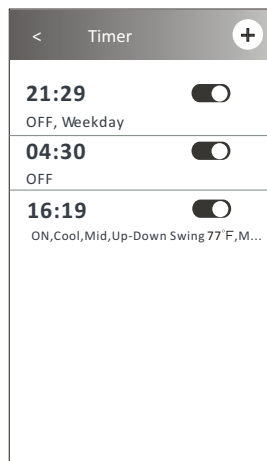 < Timer +
21:29
OFF, Weekday
04:30
OFF
16:19
ON,Cool,Mid,Up-Down Swing 77°F,M...